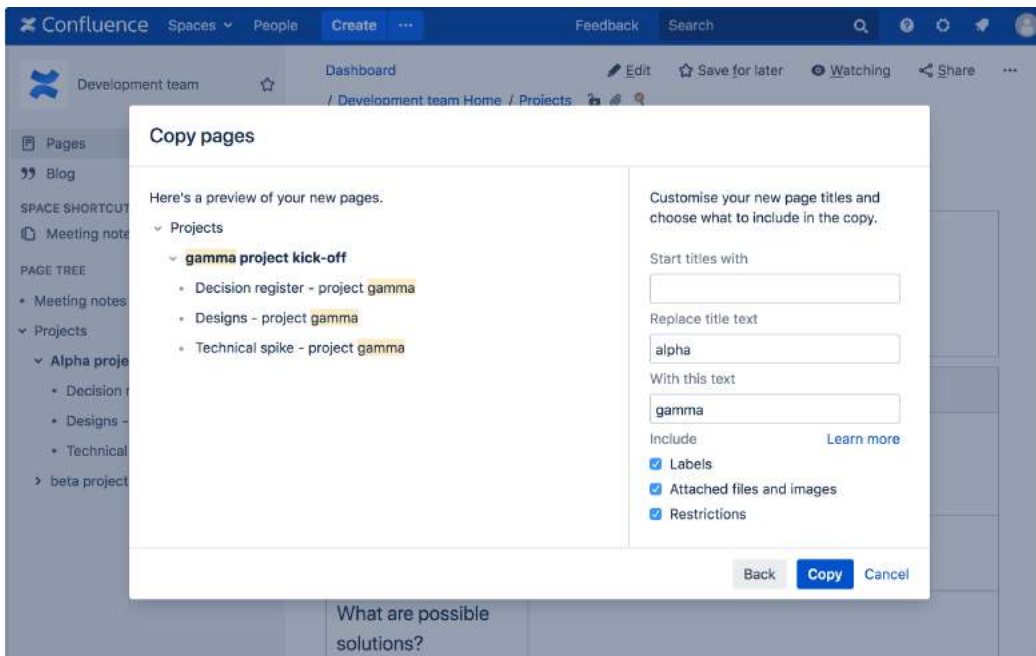 Confluence Spaces People Create ··· Feedback Search
Development team
Dashboard
Edit Save for later Watching Share ···
/ Development team Home / Projects
Pages
Blog
SPACE SHORTCUT
Meeting note
PAGE TREE
Meeting notes
Projects
Alpha proje
Decision r
Designs -
Technical
beta project
Copy pages
Here's a preview of your new pages.
Projects
gamma project kick-off
Decision register - project gamma
Designs - project gamma
Technical spike - project gamma
Customise your new page titles and
choose what to include in the copy.
Start titles with
Replace title text
alpha
With this text
gamma
Include Learn more
Labels
Attached files and images
Restrictions
Back Copy Cancel
What are possible
solutions?